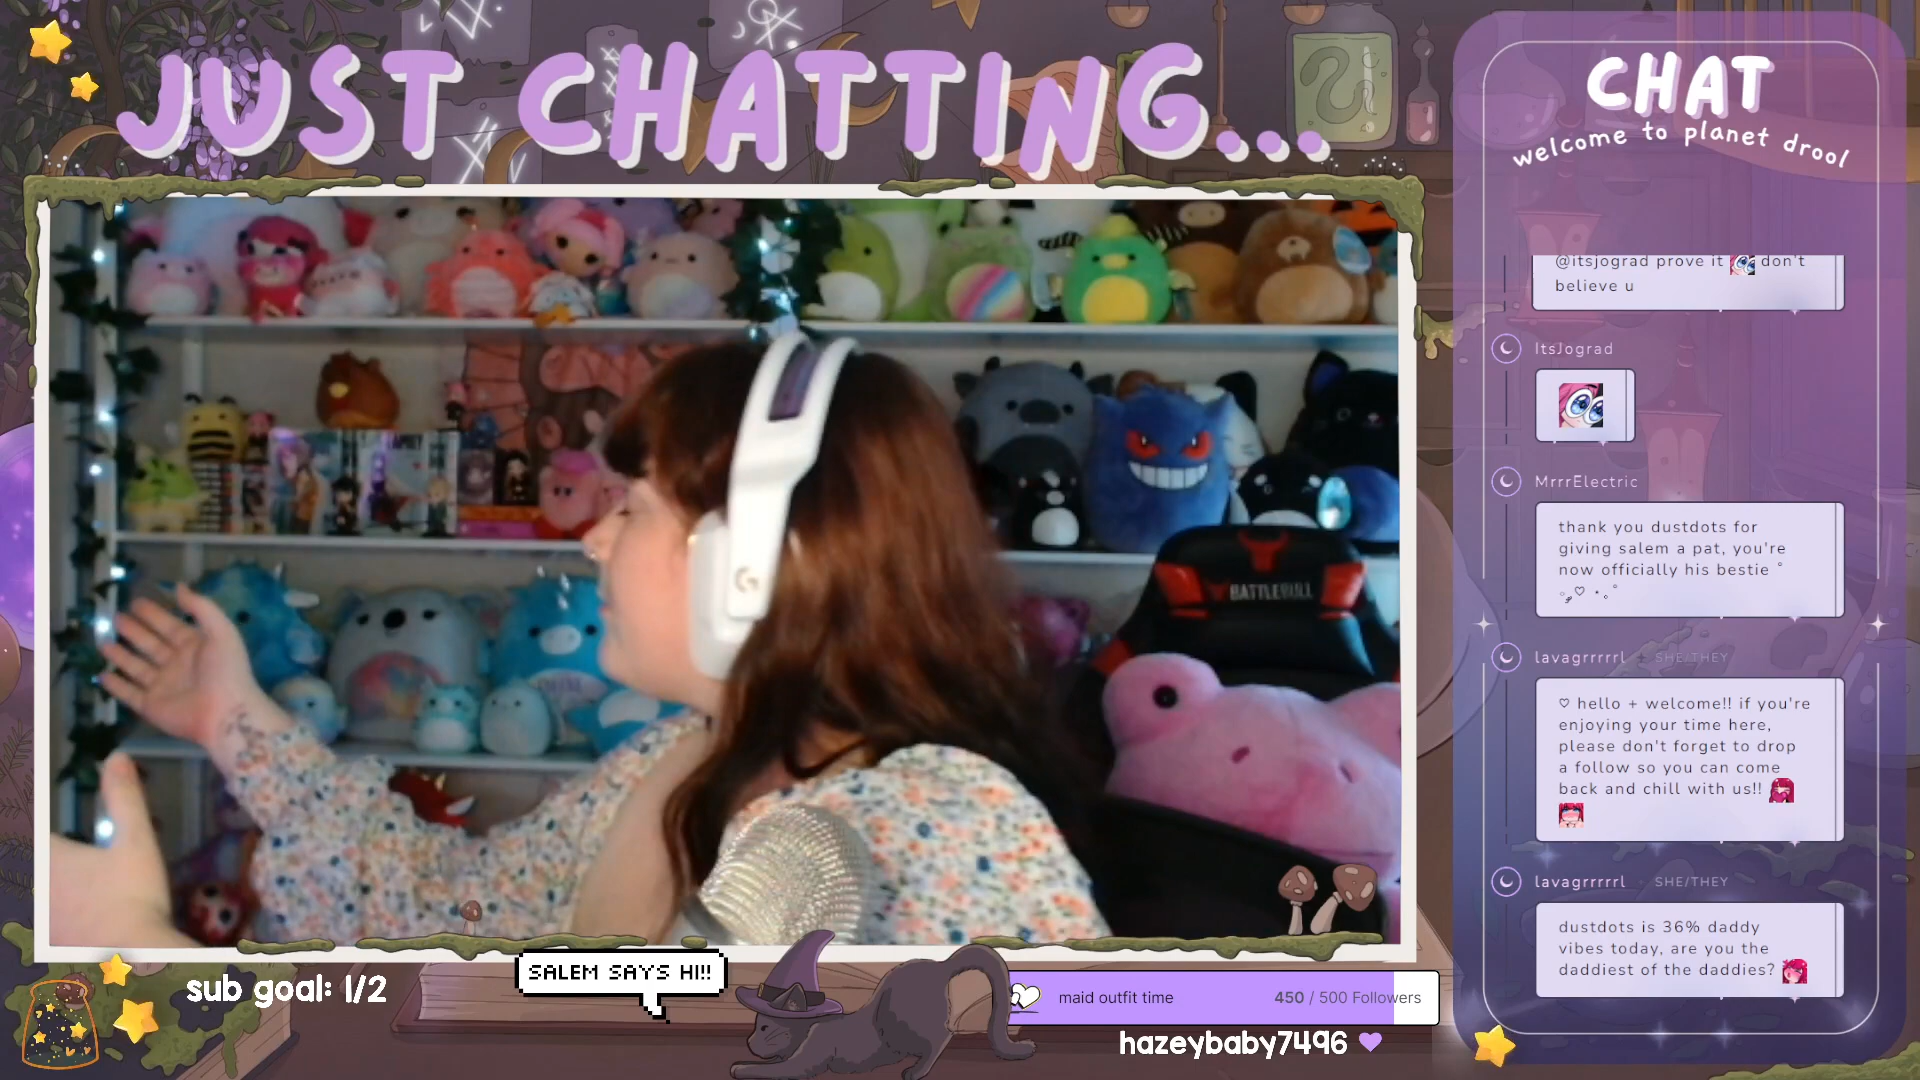 JUST CHATTING...
CHAT
welcome to planet drool
@itsjograd prove it don't
believe u
ItsJograd
MrrrElectric
thank you dustdots for
giving salem a pat, you're
now officially his bestie
lavagrrrrrl SHE/THEY
♡ hello + welcome!! if you're
enjoying your time here,
please don't forget to drop
a follow so you can come
back and chill with us!!
lavagrrrrrl SHE/THEY
dustdots is 36% daddy
vibes today, are you the
daddiest of the daddies?
BATTLEBULL
sub goal: 1/2
SALEM SAYS HI!!
maid outfit time 450 / 500 Followers
hazeybaby7496